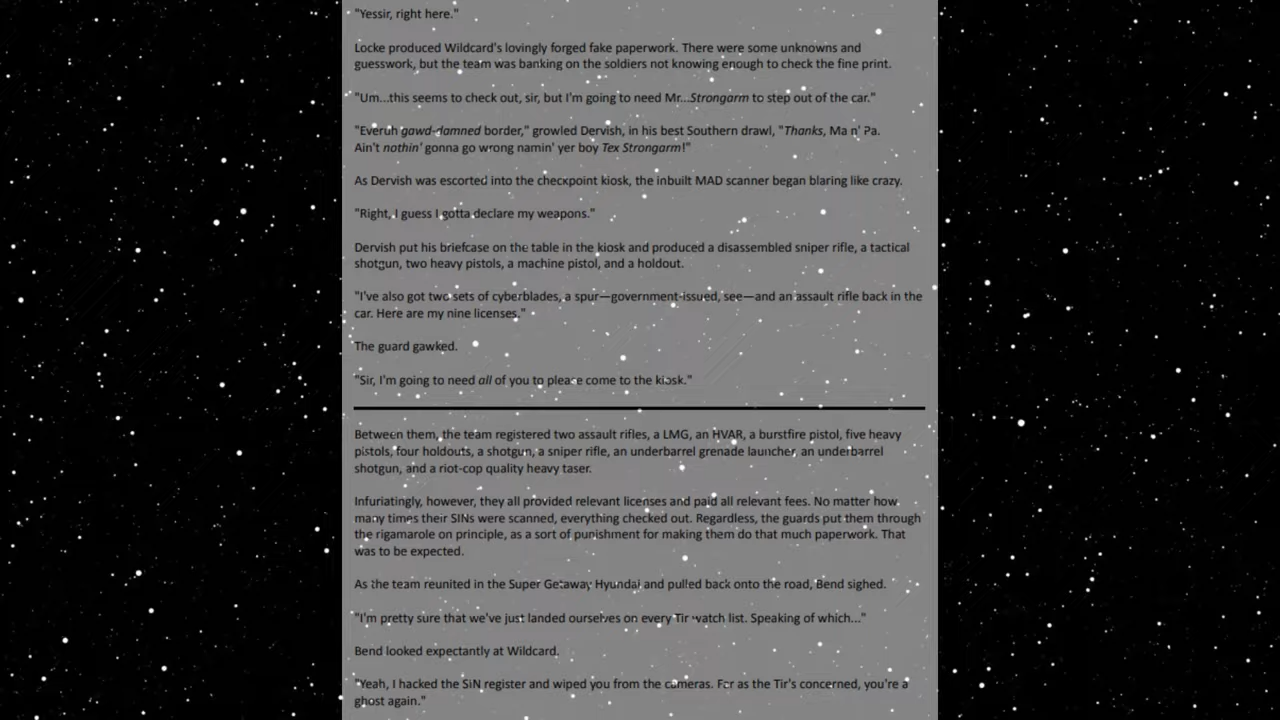 "Yessir, right here."
Locke produced Wildcard's lovingly forged fake paperwork. There were some unknowns and
guesswork, but the team was banking on the soldiers not knowing enough to check the fine print.
"Um...this seems to check out, sir, but I'm going to need Mr...Strongarm to step out of the car."
"Everuh gawd-damned border," growled Dervish, in his best Southern drawl, "Thanks, Ma n' Pa.
Ain't nothin' gonna go wrong namin' yer boy Tex Strongarm!"
As Dervish was escorted into the checkpoint kiosk, the inbuilt MAD scanner began blaring like crazy.
"Right, I guess I gotta declare my weapons."
Dervish put his briefcase on the table in the kiosk and produced a disassembled sniper rifle, a tactical
shotgun, two heavy pistols, a machine pistol, and a holdout.
"I've also got two sets of cyberblades, a spur—government-issued, see—and an assault rifle back in the
car. Here are my nine licenses."
The guard gawked.
"Sir, I'm going to need all of you to please come to the kiosk."
Between them, the team registered two assault rifles, a LMG, an HVAR, a burstfire pistol, five heavy
pistols, four holdouts, a shotgun, a sniper rifle, an underbarrel grenade launcher, an underbarrel
shotgun, and a riot-cop quality heavy taser.
Infuriatingly, however, they all provided relevant licenses and paid all relevant fees. No matter how
many times their SINs were scanned, everything checked out. Regardless, the guards put them through
the rigamarole on principle, as a sort of punishment for making them do that much paperwork. That
was to be expected.
As the team reunited in the Super Getaway Hyundai and pulled back onto the road, Bend sighed.
"I'm pretty sure that we've just landed ourselves on every Tir watch list. Speaking of which..."
Bend looked expectantly at Wildcard.
"Yeah, I hacked the SIN register and wiped you from the cameras. Far as the Tir's concerned, you're a
ghost again."